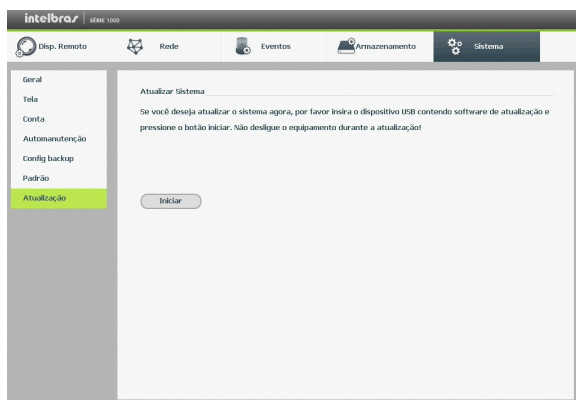 intelbras SÉRIE 1000
Disp. Remoto Rede Eventos Armazenamento Sistema
Geral
Tela
Conta
Automanutenção
Config backup
Padrão
Atualização
Atualizar Sistema
Se você deseja atualizar o sistema agora, por favor insira o dispositivo USB contendo software de atualização e
pressione o botão iniciar. Não desligue o equipamento durante a atualização!
Iniciar